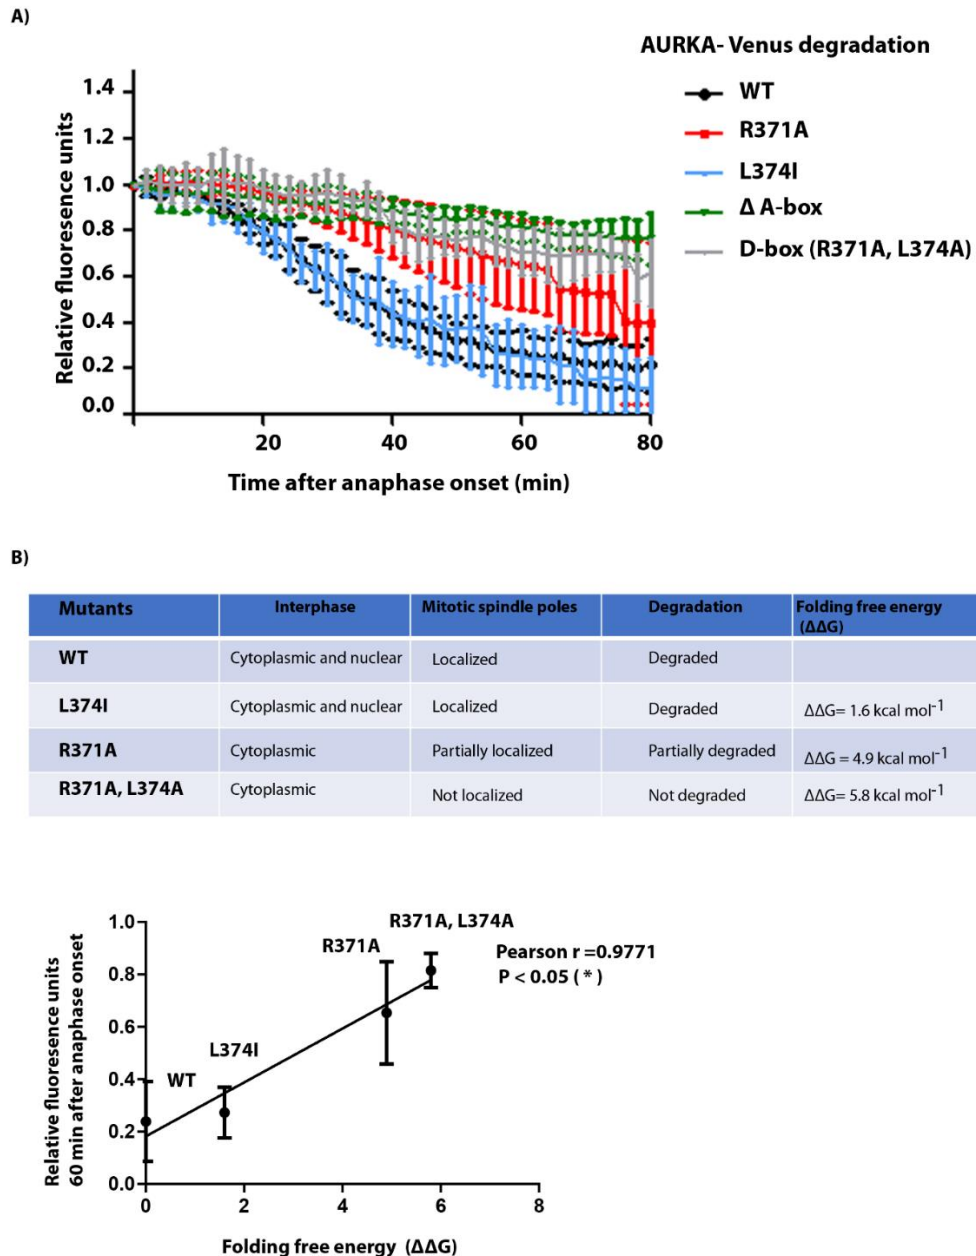 A)
AURKA- Venus degradation
WT
R371A
L374I
Δ A-box
D-box (R371A, L374A)
Relative fluoresence units
1.4
1.2
1.0
0.8
0.6
0.4
0.2
0.0
20 40 60 80
Time after anaphase onset (min)
B)
Mutants Interphase Mitotic spindle poles Degradation Folding free energy
(ΔΔG)
WT Cytoplasmic and nuclear Localized Degraded
L374I Cytoplasmic and nuclear Localized Degraded ΔΔG= 1.6 kcal mol⁻¹
R371A Cytoplasmic Partially localized Partially degraded ΔΔG = 4.9 kcal mol⁻¹
R371A, L374A Cytoplasmic Not localized Not degraded ΔΔG= 5.8 kcal mol⁻¹
Relative fluoresence units
60 min after anaphase onset
1.0
0.8
0.6
0.4
0.2
0.0
R371A, L374A
R371A
Pearson r =0.9771
P < 0.05 ( * )
L374I
WT
0 2 4 6 8
Folding free energy (ΔΔG)